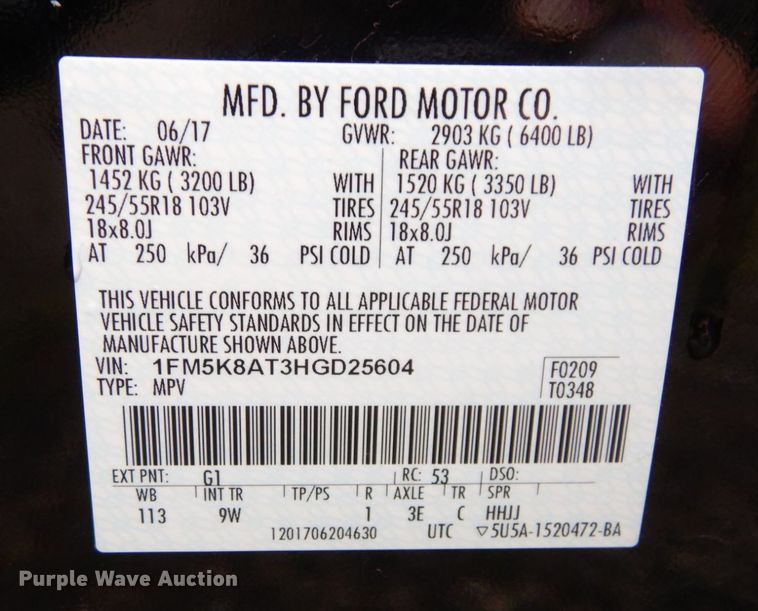 MFD. BY FORD MOTOR CO.
DATE: 06/17 GVWR: 2903 KG ( 6400 LB)
FRONT GAWR: REAR GAWR:
1452 KG ( 3200 LB) WITH 1520 KG ( 3350 LB) WITH
245/55R18 103V TIRES 245/55R18 103V TIRES
18x8.0J RIMS 18x8.0J RIMS
AT 250 kPa/ 36 PSI COLD AT 250 kPa/ 36 PSI COLD
THIS VEHICLE CONFORMS TO ALL APPLICABLE FEDERAL MOTOR
VEHICLE SAFETY STANDARDS IN EFFECT ON THE DATE OF
MANUFACTURE SHOWN ABOVE.
VIN: 1FM5K8AT3HGD25604 F0209
TYPE: MPV T0348
EXT PNT: G1 RC: 53 DSO:
WB INT TR TP/PS R AXLE TR SPR
113 9W 1 3E C HHJJ
1201706204630 UTC ▽5U5A-1520472-BA
Purple Wave Auction